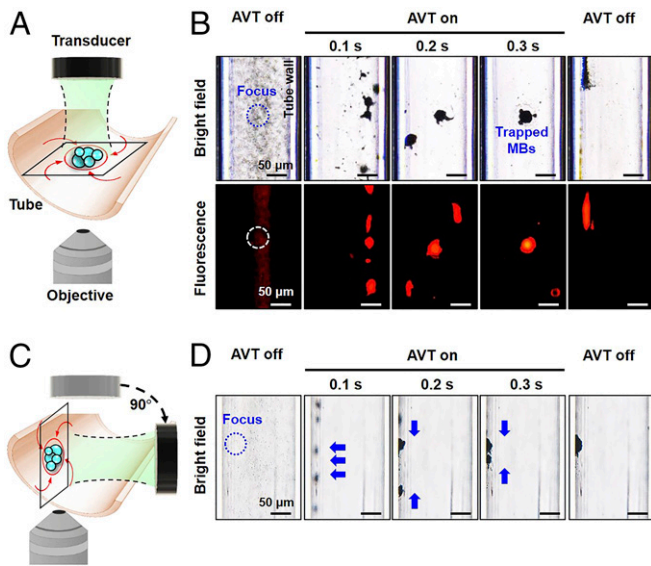 A
Transducer
Tube
Objective
B
AVT off
AVT on
AVT off
0.1 s
0.2 s
0.3 s
Bright field
Focus
Tube wall
50 µm
Trapped
MBs
Fluorescence
50 µm
C
90°
D
AVT off
AVT on
AVT off
0.1 s
0.2 s
0.3 s
Bright field
Focus
50 µm